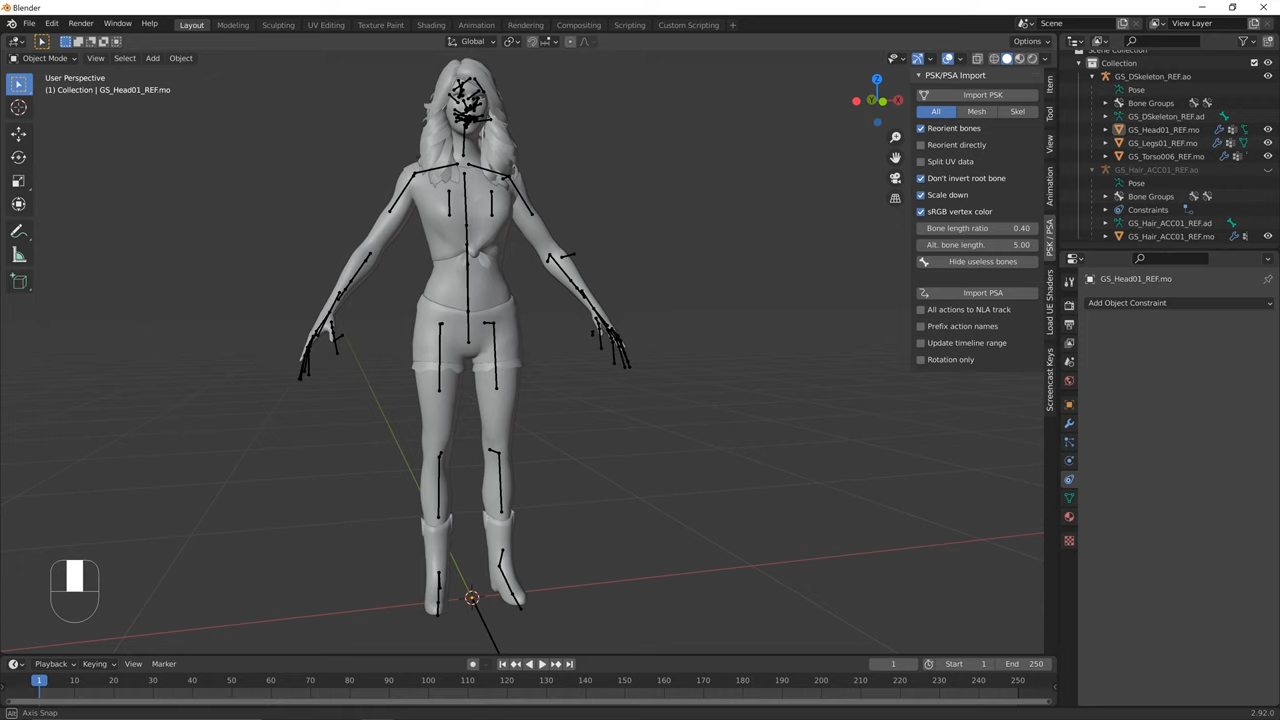 Blender
File Edit Render Window Help Layout Modeling Sculpting UV Editing Texture Paint Shading Animation Rendering Compositing Scripting Custom Scripting + Scene View Layer
Global Options
Object Mode View Select Add Object
User Perspective
(1) Collection | GS_Head01_REF.mo
Z
X
Y
PSK/PSA Import
Import PSK
All Mesh Skel
Reorient bones
Reorient directly
Split UV data
Don't invert root bone
Scale down
sRGB vertex color
Bone length ratio 0.40
Alt. bone length. 5.00
Hide useless bones
Import PSA
All actions to NLA track
Prefix action names
Update timeline range
Rotation only
Item
Tool
View
Animation
PSK / PSA
Load UE Shaders
Screencast Keys
Scene Collection
Collection
GS_DSkeleton_REF.ao
Pose
Bone Groups
GS_DSkeleton_REF.ad
GS_Head01_REF.mo
GS_Legs01_REF.mo
GS_Torso006_REF.mo
GS_Hair_ACC01_REF.ao
Pose
Bone Groups
Constraints
GS_Hair_ACC01_REF.ad
GS_Hair_ACC01_REF.mo
GS_Head01_REF.mo
Add Object Constraint
Playback Keying View Marker 1 Start 1 End 250
1 10 20 30 40 50 60 70 80 90 100 110 120 130 140 150 160 170 180 190 200 210 220 230 240 250
Axis Snap 2.92.0